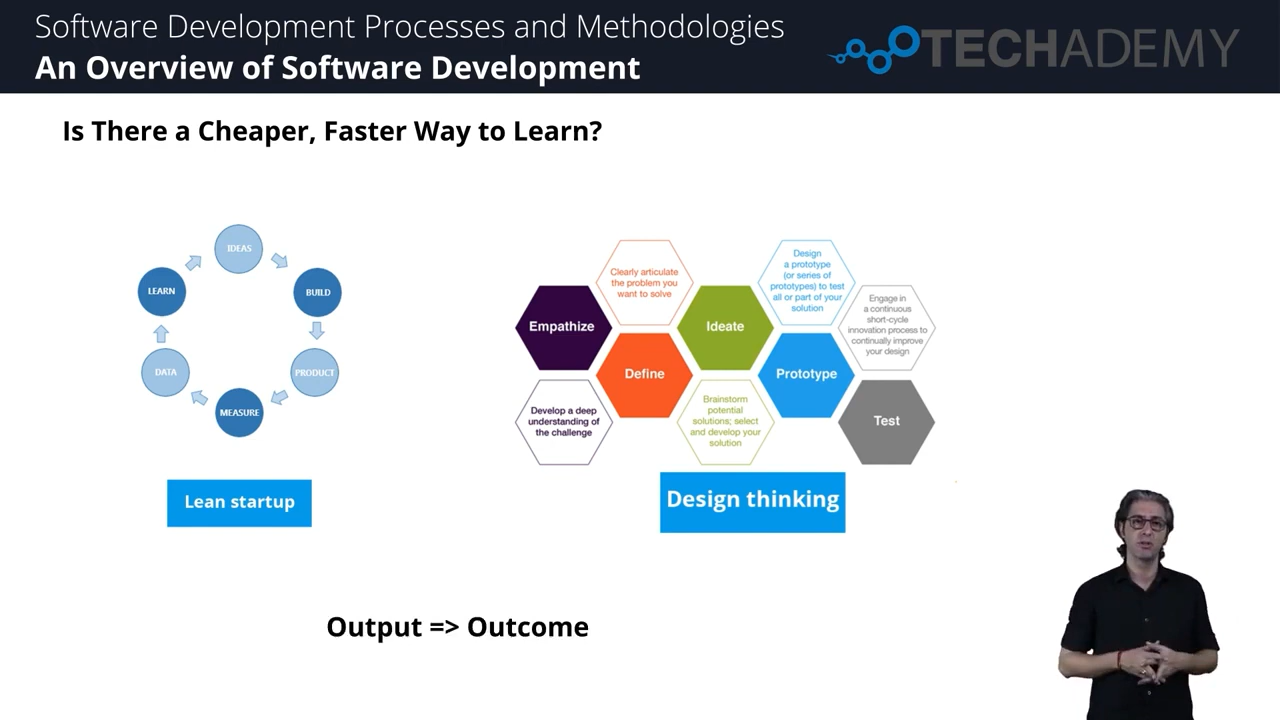 Software Development Processes and Methodologies
An Overview of Software Development
TECHADEMY
Is There a Cheaper, Faster Way to Learn?
IDEAS
BUILD
PRODUCT
MEASURE
DATA
LEARN
Lean startup
Empathize
Develop a deep
understanding of
the challenge
Clearly articulate
the problem you
want to solve
Define
Ideate
Brainstorm
potential
solutions; select
and develop your
solution
Design
a prototype
(or series of
prototypes) to test
all or part of your
solution
Prototype
Engage in
a continuous
short-cycle
innovation process to
continually improve
your design
Test
Design thinking
Output => Outcome